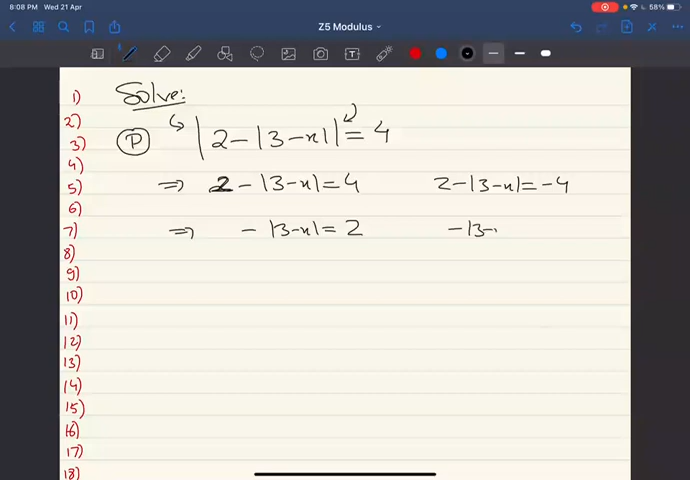 8:08 PM Wed 21 Apr 58%
Z5 Modulus
Solve:
1)
2)
P |2-|3-x||=4
3)
4)
5) ⇒ 2-|3-x|=4 2-|3-x|=-4
6)
7) ⇒ -|3-x|=2 -|3-
8)
9)
10)
11)
12)
13)
14)
15)
16)
17)
18)